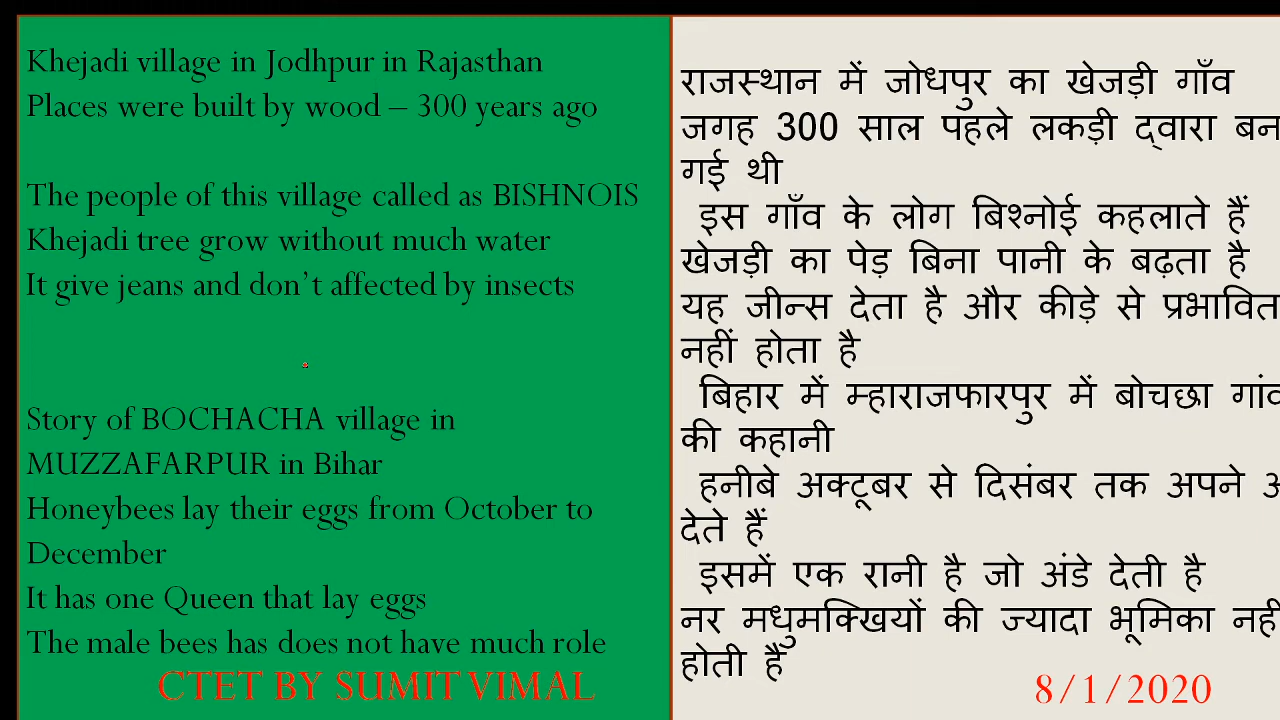 Khejadi village in Jodhpur in Rajasthan
Places were built by wood – 300 years ago
The people of this village called as BISHNOIS
Khejadi tree grow without much water
It give jeans and don't affected by insects
Story of BOCHACHA village in
MUZZAFARPUR in Bihar
Honeybees lay their eggs from October to
December
It has one Queen that lay eggs
The male bees has does not have much role
CTET BY SUMIT VIMAL
राजस्थान में जोधपुर का खेजड़ी गाँव
जगह 300 साल पहले लकड़ी द्वारा बन
गई थी
इस गाँव के लोग बिश्नोई कहलाते हैं
खेजड़ी का पेड़ बिना पानी के बढ़ता है
यह जीन्स देता है और कीड़े से प्रभावित
नहीं होता है
बिहार में म्हाराजफारपुर में बोचछा
की कहानी
हनीबे अक्टूबर से दिसंबर तक अपने
देते हैं
इसमें एक रानी है जो अंडे देती है
नर मधुमक्खियों की ज्यादा भूमिका
होती है
8/1/2020